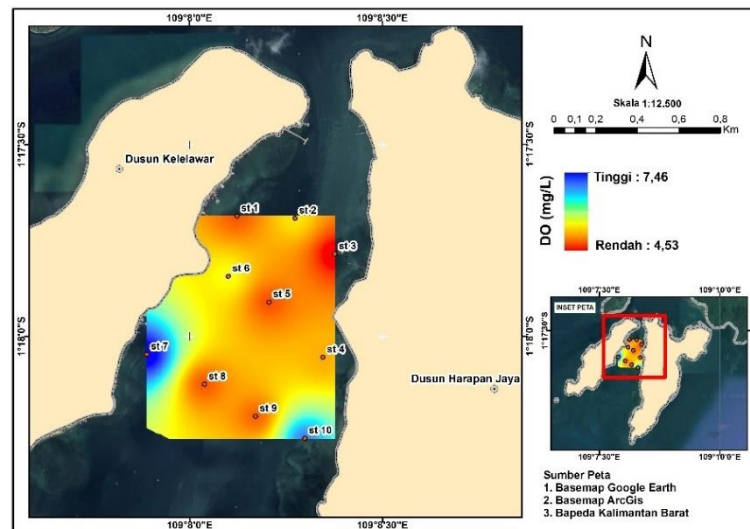 109°8'0"E
109°8'30"E
N
Skala 1:12.500
0 0,1 0,2 0,4 0,6 0,8
Km
1°17'30"S
1°17'30"S
Dusun Kelelawar
DO (mg/L)
Tinggi : 7,46
Rendah : 4,53
st 1
st 2
st 3
st 6
st 5
109°7'30"E
109°10'0"E
INSET PETA
1°17'30"S
1°17'30"S
1°18'0"S
1°18'0"S
st 7
st 4
st 8
Dusun Harapan Jaya
st 9
st 10
109°7'30"E
109°10'0"E
Sumber Peta
1. Basemap Google Earth
2. Basemap ArcGis
3. Bapeda Kalimantan Barat
109°8'0"E
109°8'30"E